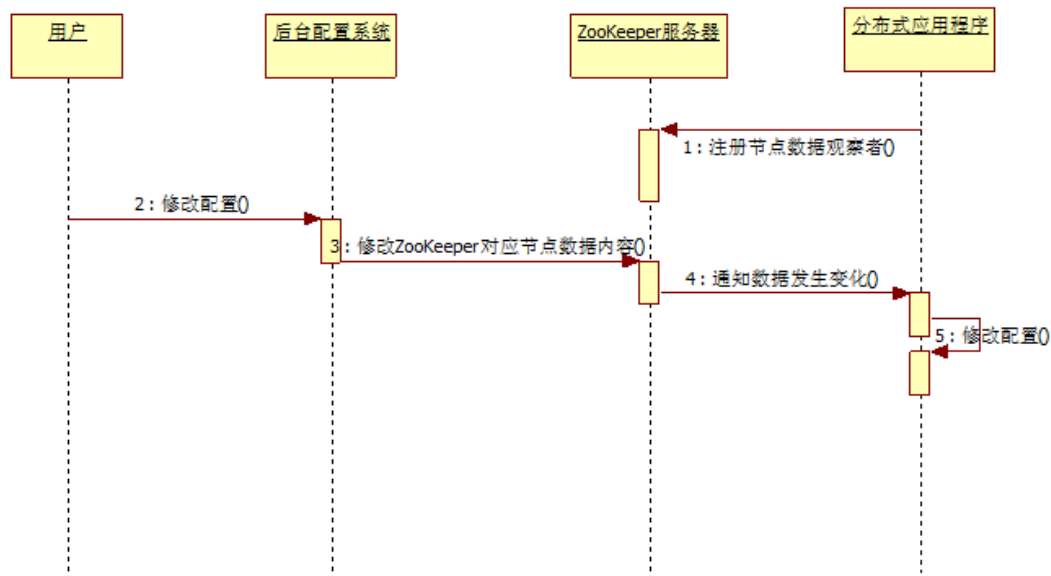 用户
后台配置系统
ZooKeeper服务器
分布式应用程序
1：注册节点数据观察者()
2：修改配置()
3：修改ZooKeeper对应节点数据内容()
4：通知数据发生变化()
5：修改配置()